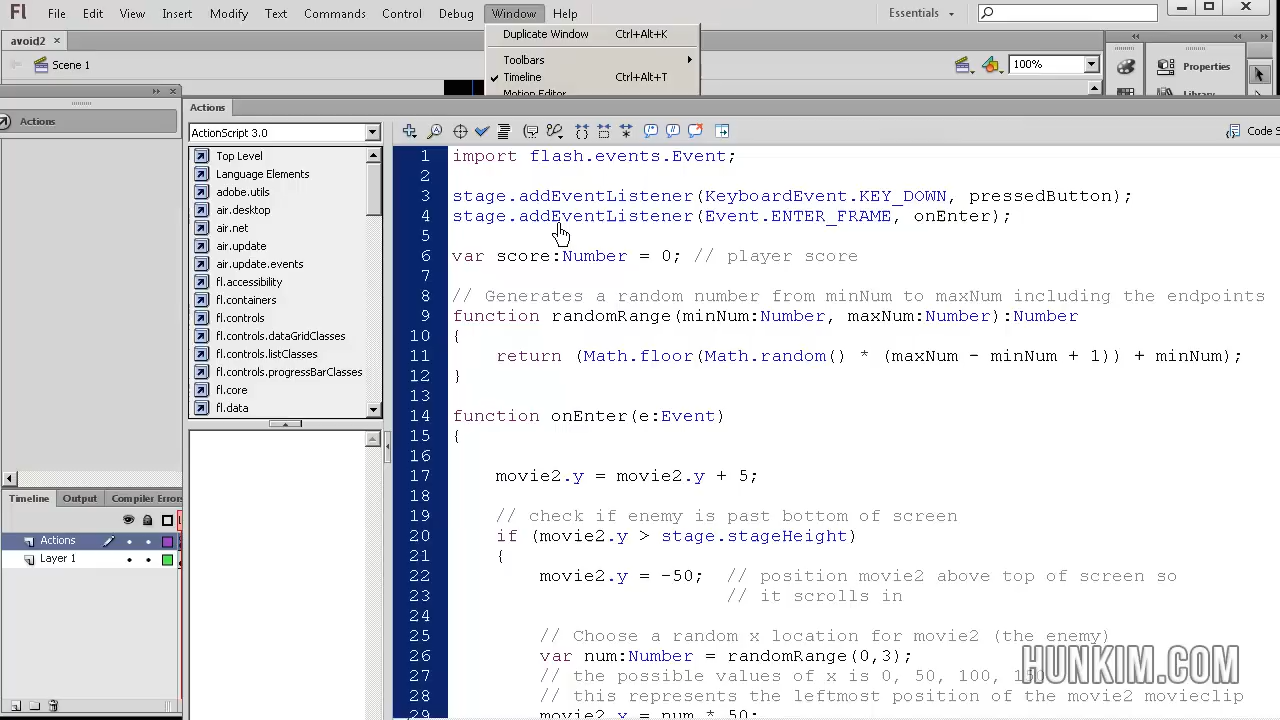 Fl File Edit View Insert Modify Text Commands Control Debug Window Help Essentials
avoid2 ×
Duplicate Window Ctrl+Alt+K
Scene 1
Toolbars
100%
Properties
Timeline Ctrl+Alt+T
Motion Editor
Library
Actions
Actions
ActionScript 3.0
Code S
Top Level
Language Elements
adobe.utils
air.desktop
air.net
air.update
air.update.events
fl.accessibility
fl.containers
fl.controls
fl.controls.dataGridClasses
fl.controls.listClasses
fl.controls.progressBarClasses
fl.core
fl.data
Timeline Output Compiler Errors
Actions
Layer 1
1 import flash.events.Event;
2
3 stage.addEventListener(KeyboardEvent.KEY_DOWN, pressedButton);
4 stage.addEventListener(Event.ENTER_FRAME, onEnter);
5
6 var score:Number = 0; // player score
7
8 // Generates a random number from minNum to maxNum including the endpoints
9 function randomRange(minNum:Number, maxNum:Number):Number
10 {
11 return (Math.floor(Math.random() * (maxNum - minNum + 1)) + minNum);
12 }
13
14 function onEnter(e:Event)
15 {
16
17 movie2.y = movie2.y + 5;
18
19 // check if enemy is past bottom of screen
20 if (movie2.y > stage.stageHeight)
21 {
22 movie2.y = -50; // position movie2 above top of screen so
23 // it scrolls in
24
25 // Choose a random x location for movie2 (the enemy)
26 var num:Number = randomRange(0,3);
27 // the possible values of x is 0, 50, 100, 150
28 // this represents the leftmost position of the movie2 movieclip
29 movie2.x = num * 50;
HUNKIM.COM